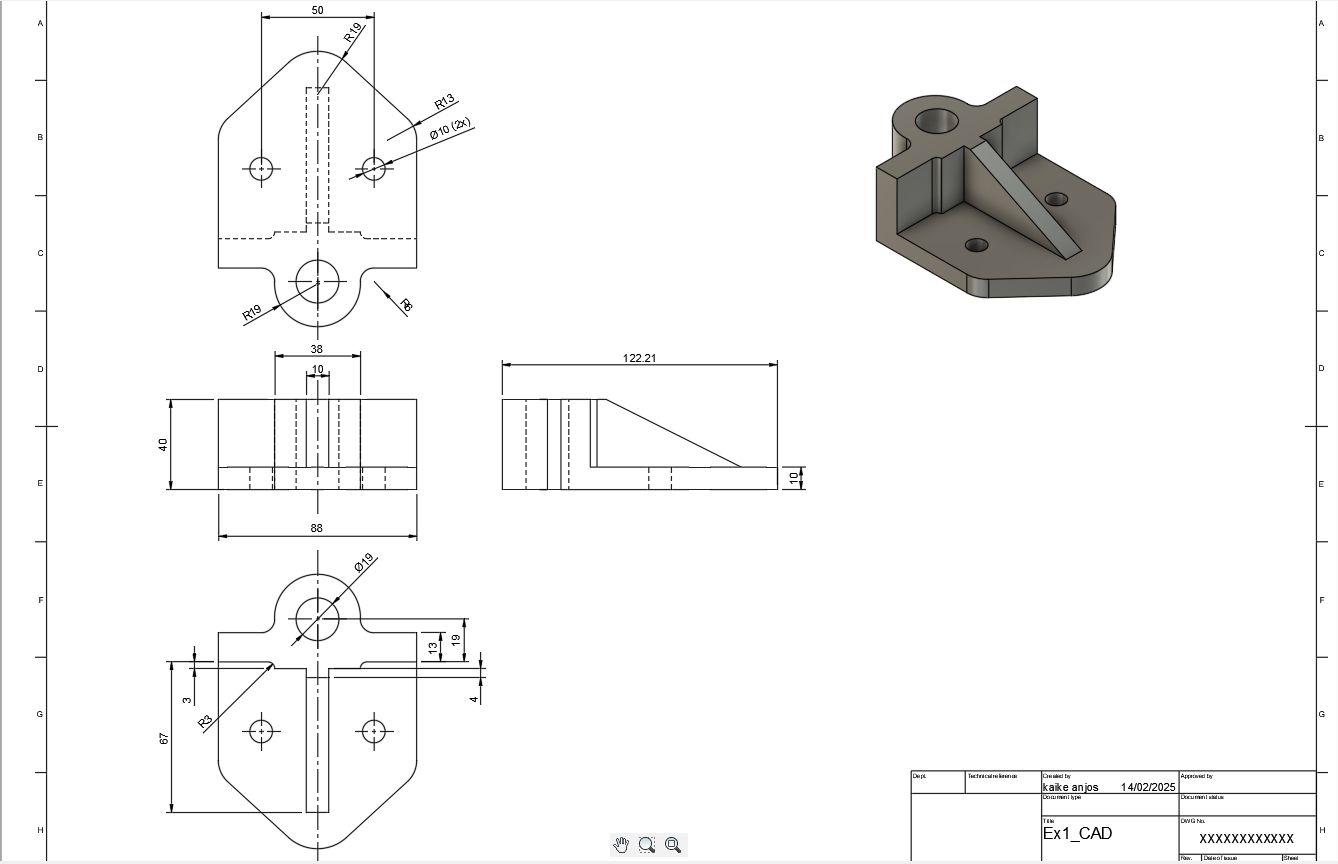 50
A
A
R19
R13
Ø10 (2x)
B
B
C
C
R19
R6
38
10
122.21
D
D
40
10
E
E
88
Ø19
F
F
13
19
3
4
R3
67
G
G
Dept.
Technical reference
Created by
Approved by
kaike anjos 14/02/2025
Document type
Document status
Title
DWG No.
Ex1_CAD
XXXXXXXXXXXX
H
H
Rev.
Date of issue
Sheet